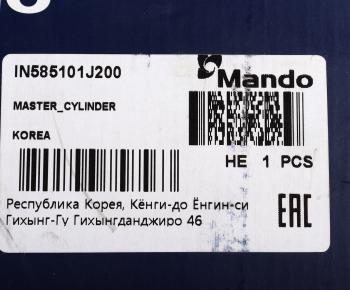 IN585101J200
Mando
MASTER_CYLINDER
KOREA
HE 1 PCS
Республика Корея, Кёнги-до Ёнгин-си
Гихынг-Гу Гихынгданджиро 46
EAC